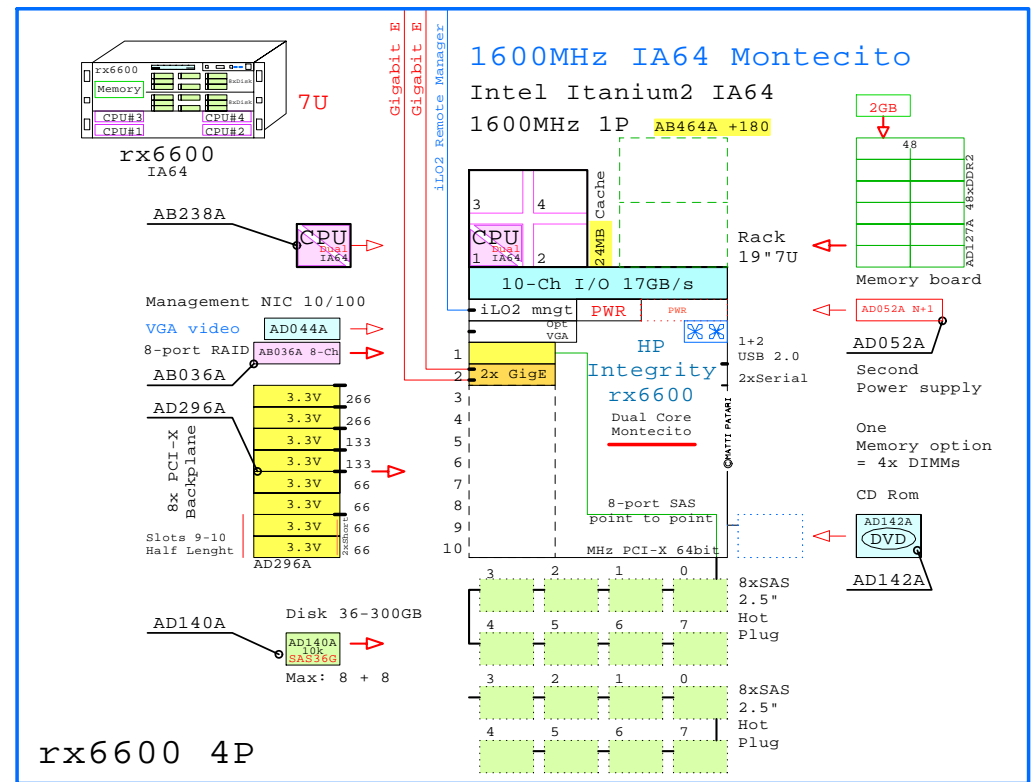 rx6600
Memory
8xDisk
8xDisk
CPU#3
CPU#4
CPU#1
CPU#2
7U
rx6600
IA64
Gigabit E
Gigabit E
iLO2 Remote Manager
1600MHz IA64 Montecito
Intel Itanium2 IA64
1600MHz 1P
AB464A +180
2GB
48
AD127A 48xDDR2
Memory board
AB238A
CPU
Dual
IA64
3
4
CPU
Dual
1
IA64
2
24MB Cache
Rack
19"7U
10-Ch I/O 17GB/s
iLO2 mngt
PWR
PWR
Opt
VGA
Management NIC 10/100
VGA video
AD044A
8-port RAID
AB036A 8-Ch
AB036A
AD052A N+1
AD052A
Second
Power supply
1
2
2x GigE
3
4
5
6
7
8
9
10
HP
Integrity
rx6600
Dual Core
Montecito
1+2
USB 2.0
2xSerial
©MATTI PATARI
AD296A
8x PCI-X
Backplane
3.3V 266
3.3V 266
3.3V 133
3.3V 133
3.3V 66
3.3V 66
3.3V 66
3.3V 66
2xShort
Slots 9-10
Half Lenght
AD296A
One
Memory option
= 4x DIMMs
8-port SAS
point to point
MHz PCI-X 64bit
CD Rom
AD142A
DVD
AD142A
3 2 1 0
4 5 6 7
8xSAS
2.5"
Hot
Plug
AD140A
Disk 36-300GB
AD140A
10k
SAS36G
Max: 8 + 8
3 2 1 0
4 5 6 7
8xSAS
2.5"
Hot
Plug
rx6600 4P